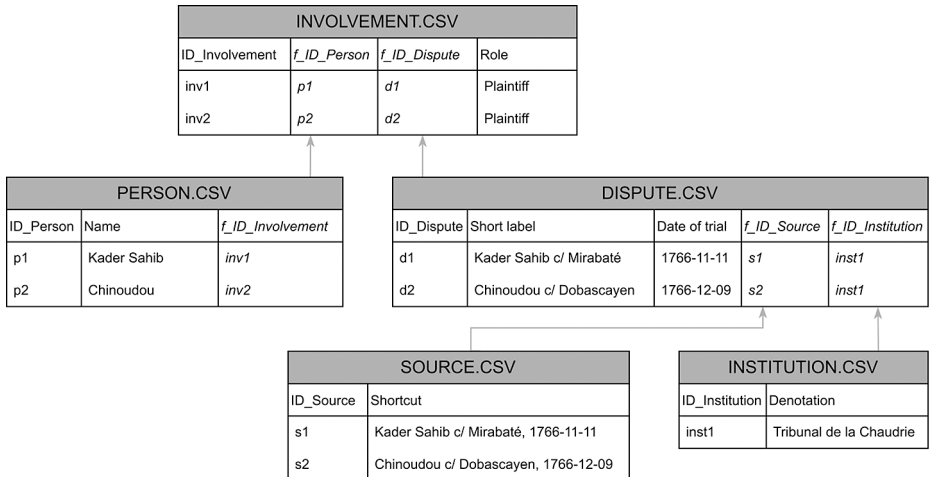 INVOLVEMENT.CSV
ID_Involvement f_ID_Person f_ID_Dispute Role
inv1 p1 d1 Plaintiff
inv2 p2 d2 Plaintiff
PERSON.CSV
ID_Person Name f_ID_Involvement
p1 Kader Sahib inv1
p2 Chinoudou inv2
DISPUTE.CSV
ID_Dispute Short label Date of trial f_ID_Source f_ID_Institution
d1 Kader Sahib c/ Mirabaté 1766-11-11 s1 inst1
d2 Chinoudou c/ Dobascayen 1766-12-09 s2 inst1
SOURCE.CSV
ID_Source Shortcut
s1 Kader Sahib c/ Mirabaté, 1766-11-11
s2 Chinoudou c/ Dobascayen, 1766-12-09
INSTITUTION.CSV
ID_Institution Denotation
inst1 Tribunal de la Chaudrie